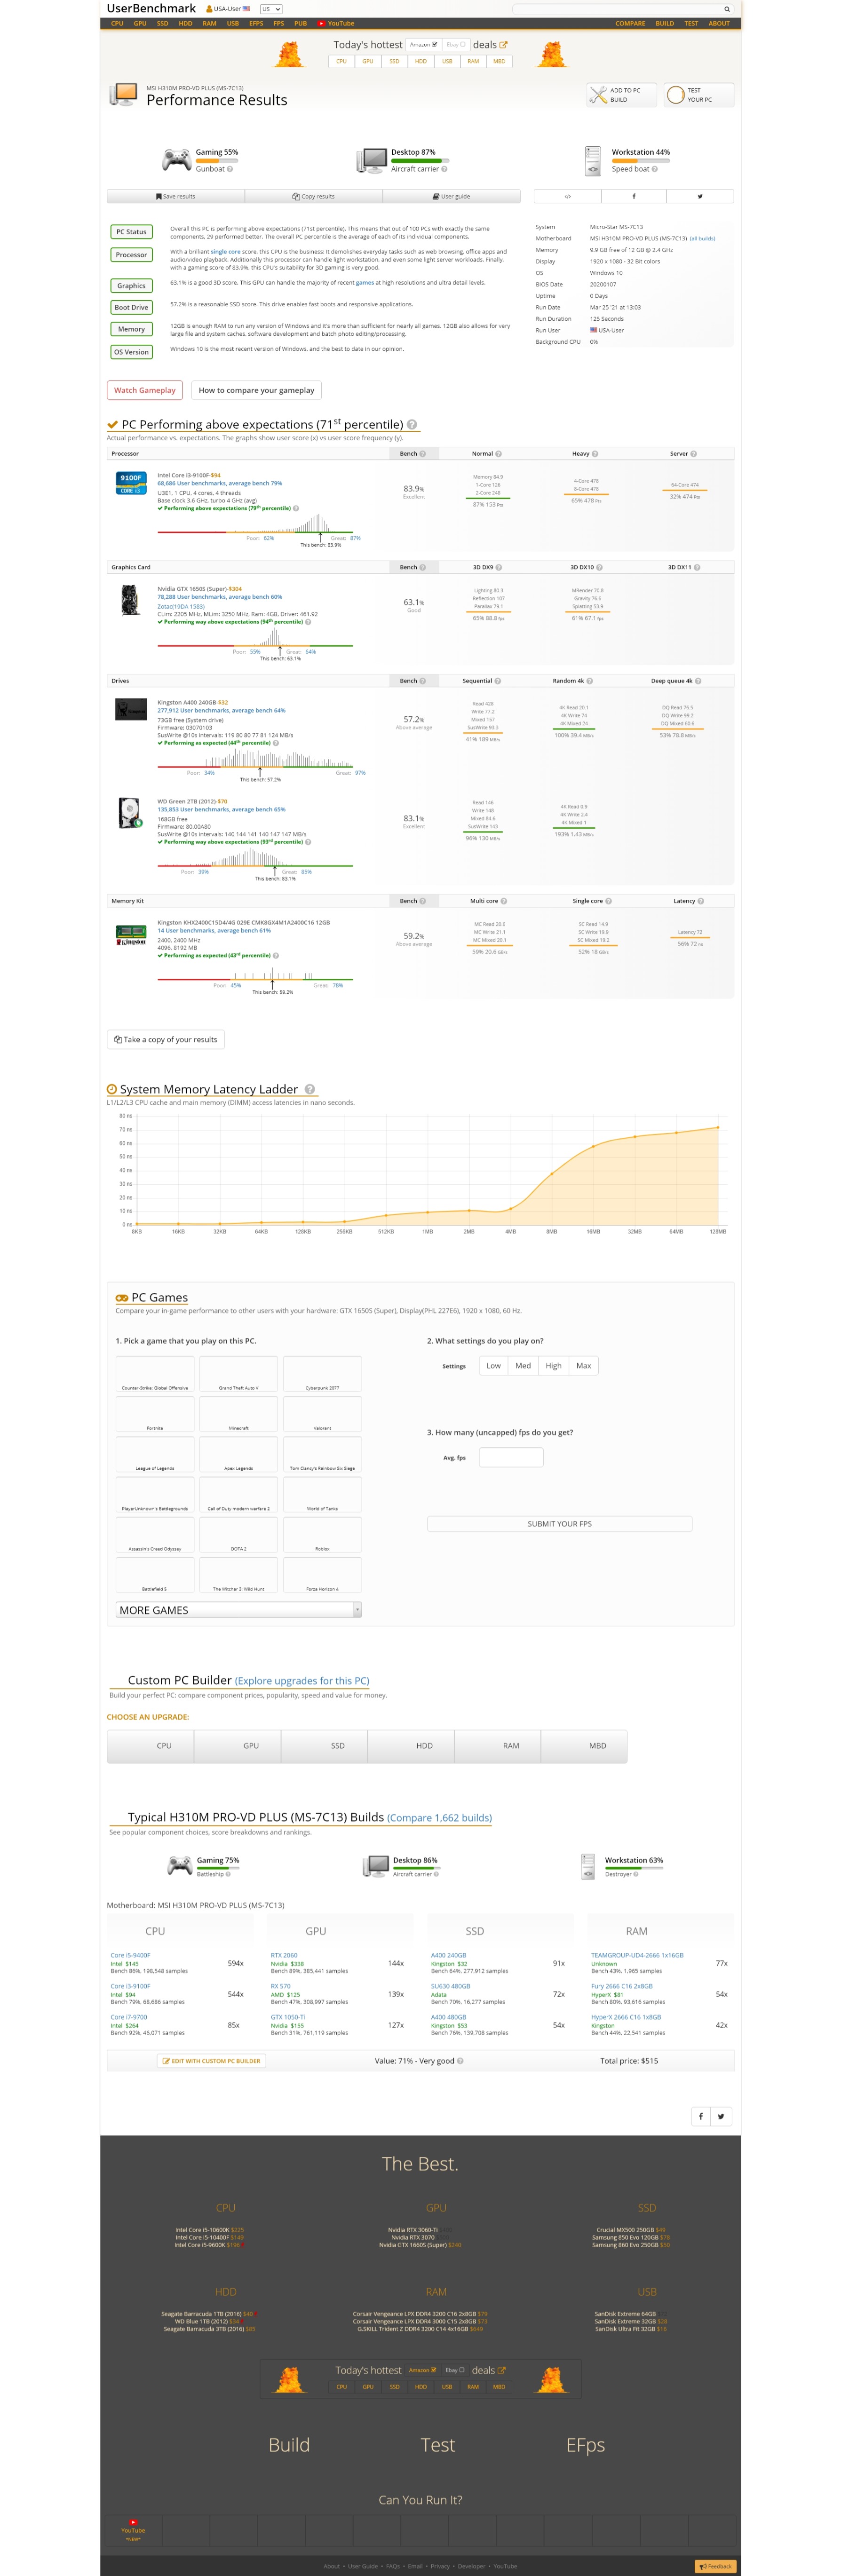 UserBenchmark USA-User US
CPU GPU SSD HDD RAM USB EFPS FPS PUB YouTube COMPARE BUILD TEST ABOUT
Today's hottest Amazon Ebay deals
CPU GPU SSD HDD USB RAM MBD
MSI H310M PRO-VD PLUS (MS-7C13)
Performance Results
ADD TO PC BUILD
TEST YOUR PC
Gaming 55%
Gunboat
Desktop 87%
Aircraft carrier
Workstation 44%
Speed boat
Save results Copy results User guide
PC Status
Overall this PC is performing above expectations (71st percentile). This means that out of 100 PCs with exactly the same
components, 29 performed better. The overall PC percentile is the average of each of its individual components.
Processor
With a brilliant single core score, this CPU is the business: It demolishes everyday tasks such as web browsing, office apps and
audio/video playback. Additionally this processor can handle light workstation, and even some light server workloads. Finally,
with a gaming score of 83.9%, this CPU's suitability for 3D gaming is very good.
Graphics
63.1% is a good 3D score. This GPU can handle the majority of recent games at high resolutions and ultra detail levels.
Boot Drive
57.2% is a reasonable SSD score. This drive enables fast boots and responsive applications.
Memory
12GB is enough RAM to run any version of Windows and it's more than sufficient for nearly all games. 12GB also allows for very
large file and system caches, software development and batch photo editing/processing.
OS Version
Windows 10 is the most recent version of Windows, and the best to date in our opinion.
System Micro-Star MS-7C13
Motherboard MSI H310M PRO-VD PLUS (MS-7C13) (all builds)
Memory 9.9 GB free of 12 GB @ 2.4 GHz
Display 1920 x 1080 - 32 Bit colors
OS Windows 10
BIOS Date 20200107
Uptime 0 Days
Run Date Mar 25 '21 at 13:03
Run Duration 125 Seconds
Run User USA-User
Background CPU 0%
Watch Gameplay How to compare your gameplay
PC Performing above expectations (71st percentile)
Actual performance vs. expectations. The graphs show user score (x) vs user score frequency (y).
Processor Bench Normal Heavy Server
9100F
CORE i3
Intel Core i3-9100F-$94
68,686 User benchmarks, average bench 79%
U3E1, 1 CPU, 4 cores, 4 threads
Base clock 3.6 GHz, turbo 4 GHz (avg)
Performing above expectations (79th percentile)
Poor: 62% Great: 87%
This bench: 83.9%
83.9%
Excellent
Memory 84.9
1-Core 126
2-Core 248
87% 153 Pts
4-Core 478
8-Core 478
65% 478 Pts
64-Core 474
32% 474 Pts
Graphics Card Bench 3D DX9 3D DX10 3D DX11
Nvidia GTX 1650S (Super)-$304
78,288 User benchmarks, average bench 60%
Zotac(19DA 1583)
CLim: 2205 MHz, MLim: 3250 MHz, Ram: 4GB, Driver: 461.92
Performing way above expectations (94th percentile)
Poor: 55% Great: 64%
This bench: 63.1%
63.1%
Good
Lighting 80.3
Reflection 107
Parallax 79.1
65% 88.8 fps
MRender 70.8
Gravity 76.6
Splatting 53.9
61% 67.1 fps
Drives Bench Sequential Random 4k Deep queue 4k
Kingston A400 240GB-$32
277,912 User benchmarks, average bench 64%
73GB free (System drive)
Firmware: 03070103
SusWrite @10s intervals: 119 80 80 77 81 124 MB/s
Performing as expected (44th percentile)
Poor: 34% Great: 97%
This bench: 57.2%
57.2%
Above average
Read 428
Write 77.2
Mixed 157
SusWrite 93.3
41% 189 MB/s
4K Read 20.1
4K Write 74
4K Mixed 24
100% 39.4 MB/s
DQ Read 76.5
DQ Write 99.2
DQ Mixed 60.6
53% 78.8 MB/s
WD Green 2TB (2012)-$70
135,853 User benchmarks, average bench 65%
168GB free
Firmware: 80.00A80
SusWrite @10s intervals: 140 144 141 140 147 147 MB/s
Performing way above expectations (93rd percentile)
Poor: 39% Great: 85%
This bench: 83.1%
83.1%
Excellent
Read 146
Write 148
Mixed 84.6
SusWrite 143
96% 130 MB/s
4K Read 0.9
4K Write 2.4
4K Mixed 1
193% 1.43 MB/s
Memory Kit Bench Multi core Single core Latency
Kingston KHX2400C15D4/4G 029E CMK8GX4M1A2400C16 12GB
14 User benchmarks, average bench 61%
2400, 2400 MHz
4096, 8192 MB
Performing as expected (43rd percentile)
Poor: 45% Great: 78%
This bench: 59.2%
59.2%
Above average
MC Read 20.6
MC Write 21.1
MC Mixed 20.1
59% 20.6 GB/s
SC Read 14.9
SC Write 19.9
SC Mixed 19.2
52% 18 GB/s
Latency 72
56% 72 ns
Take a copy of your results
System Memory Latency Ladder
L1/L2/L3 CPU cache and main memory (DIMM) access latencies in nano seconds.
80 ns
70 ns
60 ns
50 ns
40 ns
30 ns
20 ns
10 ns
0 ns
8KB 16KB 32KB 64KB 128KB 256KB 512KB 1MB 2MB 4MB 8MB 16MB 32MB 64MB 128MB
PC Games
Compare your in-game performance to other users with your hardware: GTX 1650S (Super), Display(PHL 227E6), 1920 x 1080, 60 Hz.
1. Pick a game that you play on this PC.
Counter-Strike: Global Offensive Grand Theft Auto V Cyberpunk 2077
Fortnite Minecraft Valorant
League of Legends Apex Legends Tom Clancy's Rainbow Six Siege
PlayerUnknown's Battlegrounds Call of Duty modern warfare 2 World of Tanks
Assassin's Creed Odyssey DOTA 2 Roblox
Battlefield 5 The Witcher 3: Wild Hunt Forza Horizon 4
MORE GAMES
2. What settings do you play on?
Settings Low Med High Max
3. How many (uncapped) fps do you get?
Avg. fps
SUBMIT YOUR FPS
Custom PC Builder (Explore upgrades for this PC)
Build your perfect PC: compare component prices, popularity, speed and value for money.
CHOOSE AN UPGRADE:
CPU GPU SSD HDD RAM MBD
Typical H310M PRO-VD PLUS (MS-7C13) Builds (Compare 1,662 builds)
See popular component choices, score breakdowns and rankings.
Gaming 75%
Battleship
Desktop 86%
Aircraft carrier
Workstation 63%
Destroyer
Motherboard: MSI H310M PRO-VD PLUS (MS-7C13)
CPU
Core i5-9400F
Intel $145 594x
Bench 86%, 198,548 samples
Core i3-9100F
Intel $94 544x
Bench 79%, 68,686 samples
Core i7-9700
Intel $264 85x
Bench 92%, 46,071 samples
GPU
RTX 2060
Nvidia $338 144x
Bench 89%, 385,441 samples
RX 570
AMD $125 139x
Bench 47%, 308,997 samples
GTX 1050-Ti
Nvidia $155 127x
Bench 31%, 761,119 samples
SSD
A400 240GB
Kingston $32 91x
Bench 64%, 277,912 samples
SU630 480GB
Adata 72x
Bench 70%, 16,277 samples
A400 480GB
Kingston $53 54x
Bench 76%, 139,708 samples
RAM
TEAMGROUP-UD4-2666 1x16GB
Unknown 77x
Bench 43%, 1,965 samples
Fury 2666 C16 2x8GB
HyperX $81 54x
Bench 80%, 93,616 samples
HyperX 2666 C16 1x8GB
Kingston 42x
Bench 44%, 22,541 samples
EDIT WITH CUSTOM PC BUILDER Value: 71% - Very good Total price: $515
The Best.
CPU
Intel Core i5-10600K $225
Intel Core i5-10400F $149
Intel Core i5-9600K
GPU
Nvidia RTX 3060-Ti
Nvidia RTX 3070
Nvidia GTX 1660S (Super) $240
SSD
Crucial MX500 250GB $49
Samsung 850 Evo 120GB $78
Samsung 860 Evo 250GB $50
HDD
Seagate Barracuda 1TB (2016)
WD Blue 1TB (2012)
Seagate Barracuda 3TB (2016)
RAM
Corsair Vengeance LPX DDR4 3200 C16 2x8GB $79
Corsair Vengeance LPX DDR4 3000 C15 2x8GB $73
G.SKILL Trident Z DDR4 3200 C14 4x16GB
USB
SanDisk Extreme 64GB
SanDisk Extreme 32GB
SanDisk Ultra Fit 32GB $16
Today's hottest Amazon Ebay deals
CPU GPU SSD HDD USB RAM MBD
Build Test EFps
Can You Run It?
YouTube
*NEW*
About • User Guide • FAQs • Email • Privacy • Developer • YouTube
Feedback